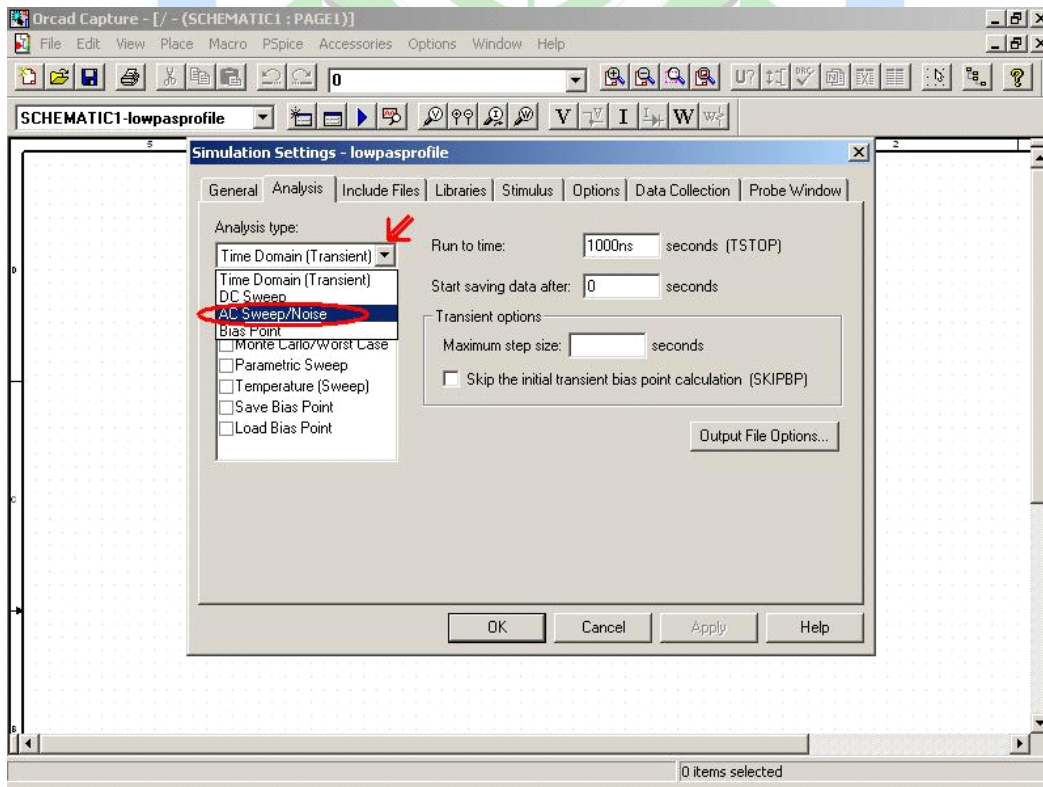 Orcad Capture - [/ - (SCHEMATIC1 : PAGE1)]
File Edit View Place Macro PSpice Accessories Options Window Help
0
U?
DRC
SCHEMATIC1-lowpasprofile
V V I I W W
5
2
Simulation Settings - lowpasprofile
General Analysis Include Files Libraries Stimulus Options Data Collection Probe Window
Analysis type:
Time Domain (Transient)
Time Domain (Transient)
DC Sweep
AC Sweep/Noise
Bias Point
Monte Carlo/Worst Case
Parametric Sweep
Temperature (Sweep)
Save Bias Point
Load Bias Point
Run to time: 1000ns seconds (TSTOP)
Start saving data after: 0 seconds
Transient options
Maximum step size: seconds
Skip the initial transient bias point calculation (SKIPBP)
Output File Options...
OK Cancel Apply Help
D
C
B
0 items selected